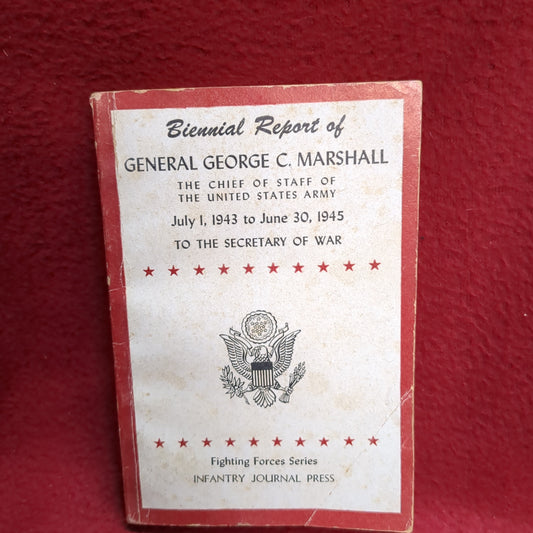 Biennial Report of
GENERAL GEORGE C. MARSHALL
THE CHIEF OF STAFF OF
THE UNITED STATES ARMY
July 1, 1943 to June 30, 1945
TO THE SECRETARY OF WAR
Fighting Forces Series
INFANTRY JOURNAL PRESS